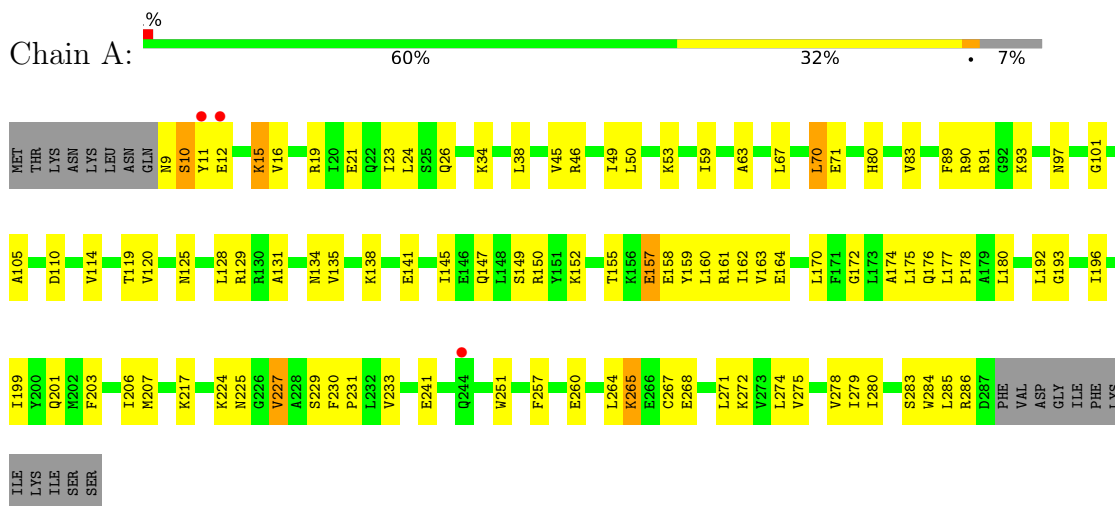 .%
Chain A:
60% 32% • 7%
MET THR LYS ASN LYS LEU ASN GLN N9 S10 Y11 E12 K15 V16 R19 I20 E21 Q22 I23 L24 S25 Q26 K34 L38 V45 R46 I49 L50 K53 I59 A63 L67 L70 E71 H80 V83 F89 R90 R91 G92 K93 N97 G101
A105 D110 V114 T119 V120 N125 L128 R129 R130 A131 N134 V135 K138 E141 I145 E146 Q147 L148 S149 R150 Y151 K152 T155 K156 E157 E158 Y159 L160 R161 I162 V163 E164 L170 F171 G172 L173 A174 L175 Q176 L177 P178 A179 L180 L192 G193 I196
I199 Y200 Q201 M202 F203 I206 M207 K217 K224 N225 G226 V227 A228 S229 F230 P231 L232 V233 E241 Q244 W251 F257 E260 L264 K265 E266 C267 E268 L271 K272 V273 L274 V275 V278 I279 I280 S283 W284 L285 R286 D287 PHE VAL ASP GLY ILE PHE LYS
ILE LYS ILE SER SER